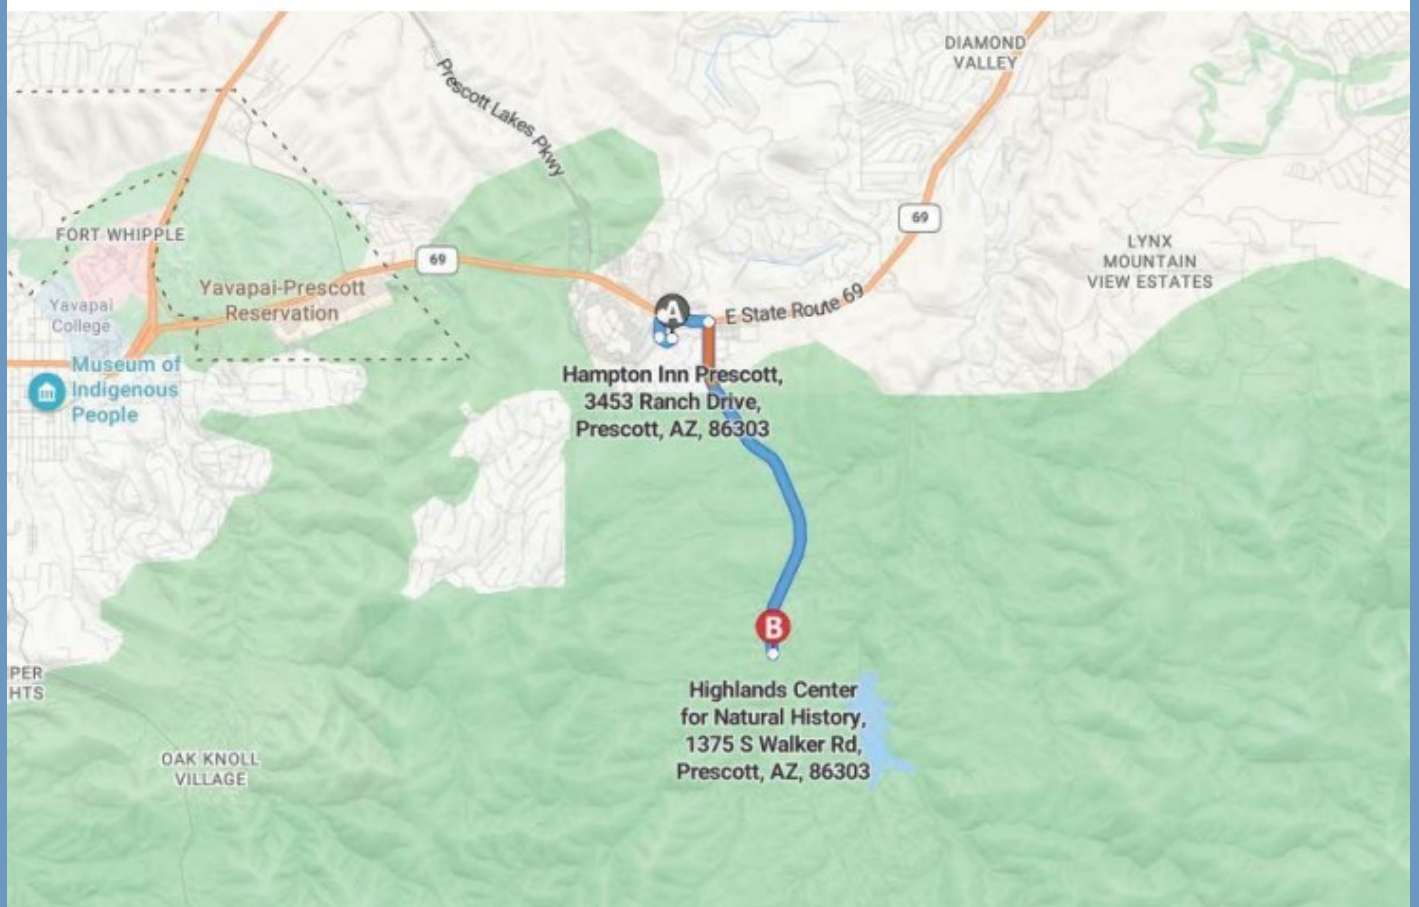 DIAMOND
VALLEY
Prescott Lakes Pkwy
69
FORT WHIPPLE
LYNX
MOUNTAIN
VIEW ESTATES
69
Yavapai-Prescott
Reservation
Yavapai
College
A
E State Route 69
Museum of
Indigenous
People
Hampton Inn Prescott,
3453 Ranch Drive,
Prescott, AZ, 86303
B
PER
HTS
Highlands Center
for Natural History,
1375 S Walker Rd,
Prescott, AZ, 86303
OAK KNOLL
VILLAGE